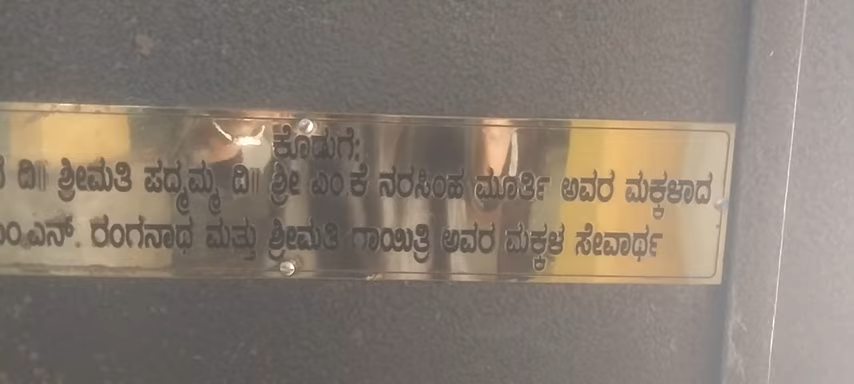 ಕೊಡುಗೆ:
ದಿ|| ಶ್ರೀಮತಿ ಪದ್ಮಮ್ಮ ದಿ|| ಶ್ರೀ ಎಂ.ಕೆ ನರಸಿಂಹ ಮೂರ್ತಿ ಅವರ ಮಕ್ಕಳಾದ
ಎಂ.ಎನ್. ರಂಗನಾಥ ಮತ್ತು ಶ್ರೀಮತಿ ಗಾಯಿತ್ರಿ ಅವರ ಮಕ್ಕಳ ಸೇವಾರ್ಥ